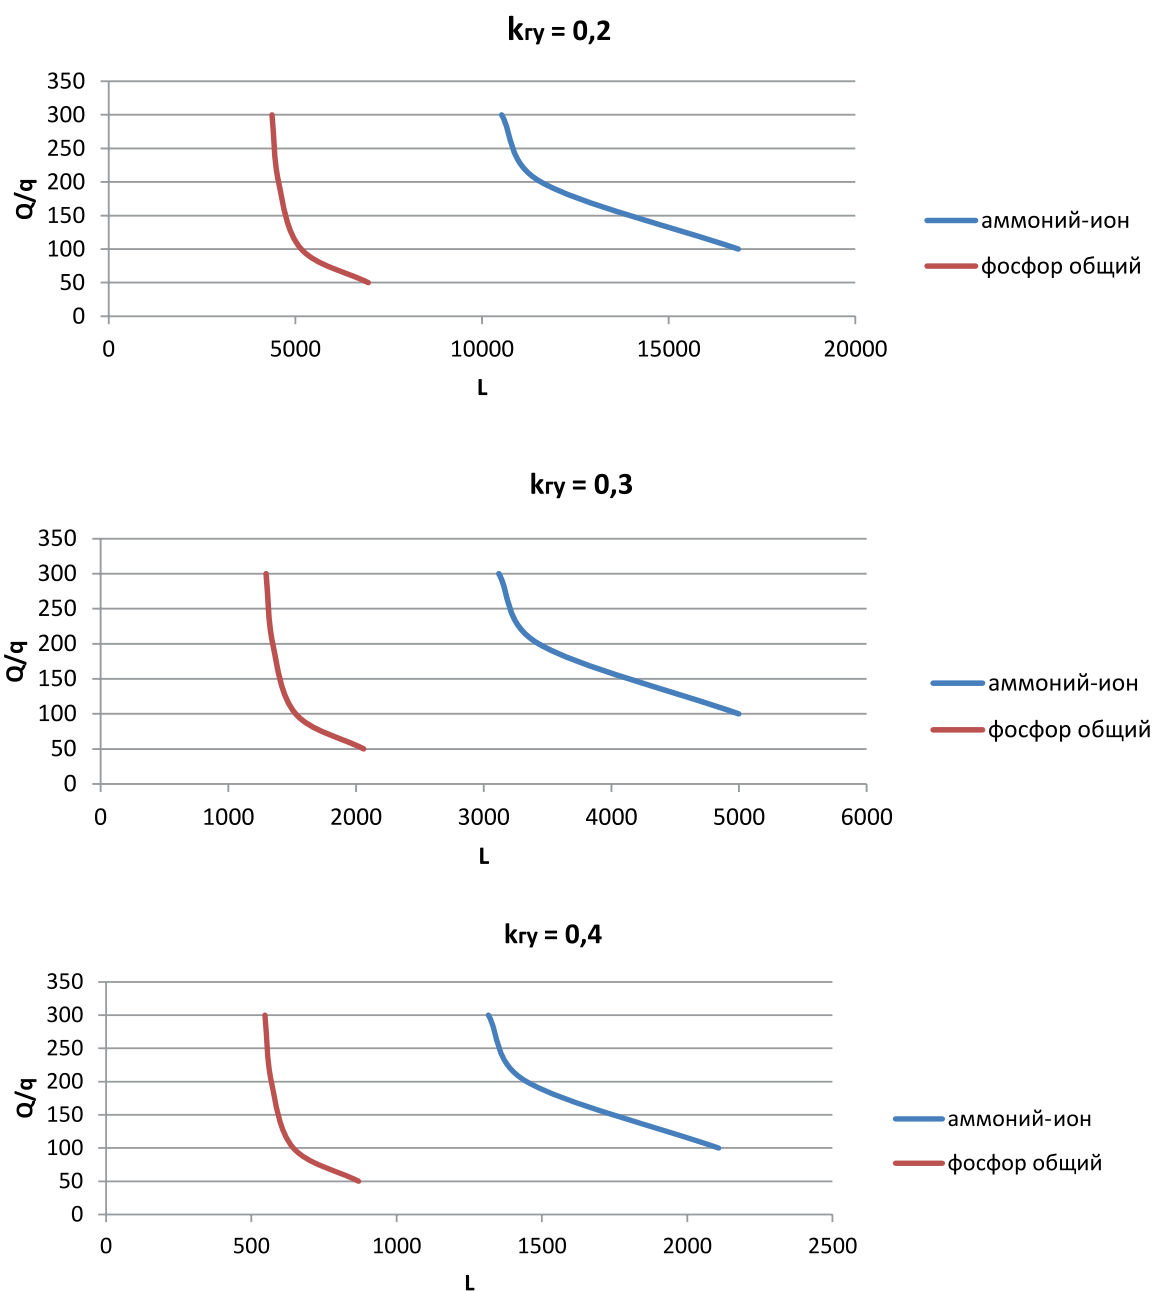 kгу = 0,2
350
300
250
200
150
100
50
0
Q/q
0 5000 10000 15000 20000
L
аммоний-ион
фосфор общий
kгу = 0,3
350
300
250
200
150
100
50
0
Q/q
0 1000 2000 3000 4000 5000 6000
L
аммоний-ион
фосфор общий
kгу = 0,4
350
300
250
200
150
100
50
0
Q/q
0 500 1000 1500 2000 2500
L
аммоний-ион
фосфор общий